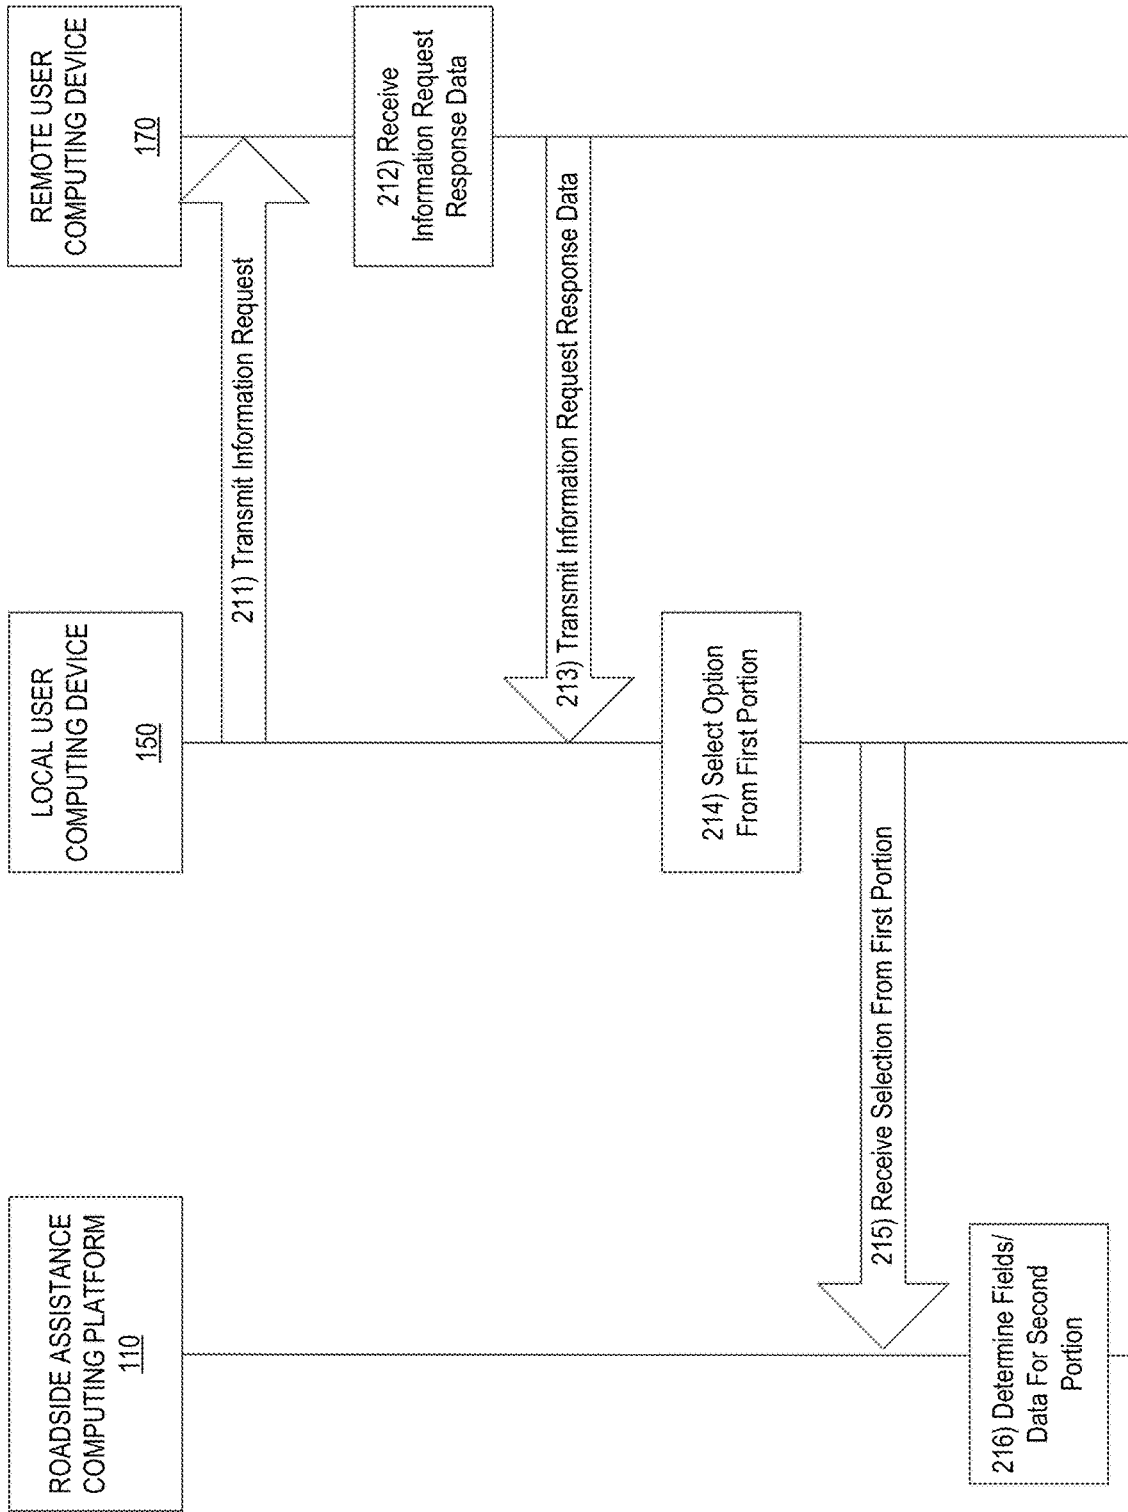 ROADSIDE ASSISTANCE
COMPUTING PLATFORM
110
LOCAL USER
COMPUTING DEVICE
150
REMOTE USER
COMPUTING DEVICE
170
211) Transmit Information Request
212) Receive
Information Request
Response Data
213) Transmit Information Request Response Data
214) Select Option
From First Portion
215) Receive Selection From First Portion
216) Determine Fields/
Data For Second
Portion